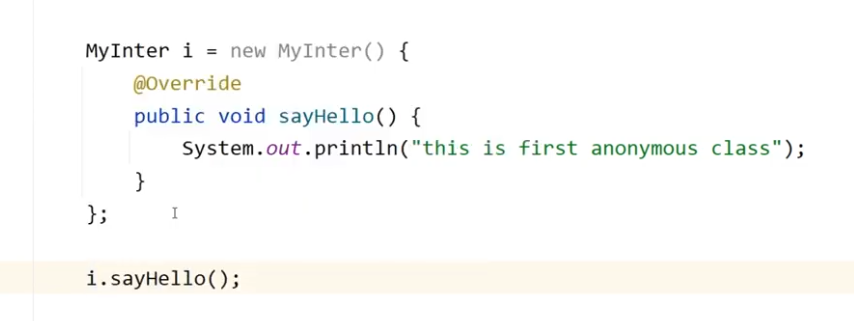 MyInter i = new MyInter() {
@Override
public void sayHello() {
System.out.println("this is first anonymous class");
}
};
i.sayHello();